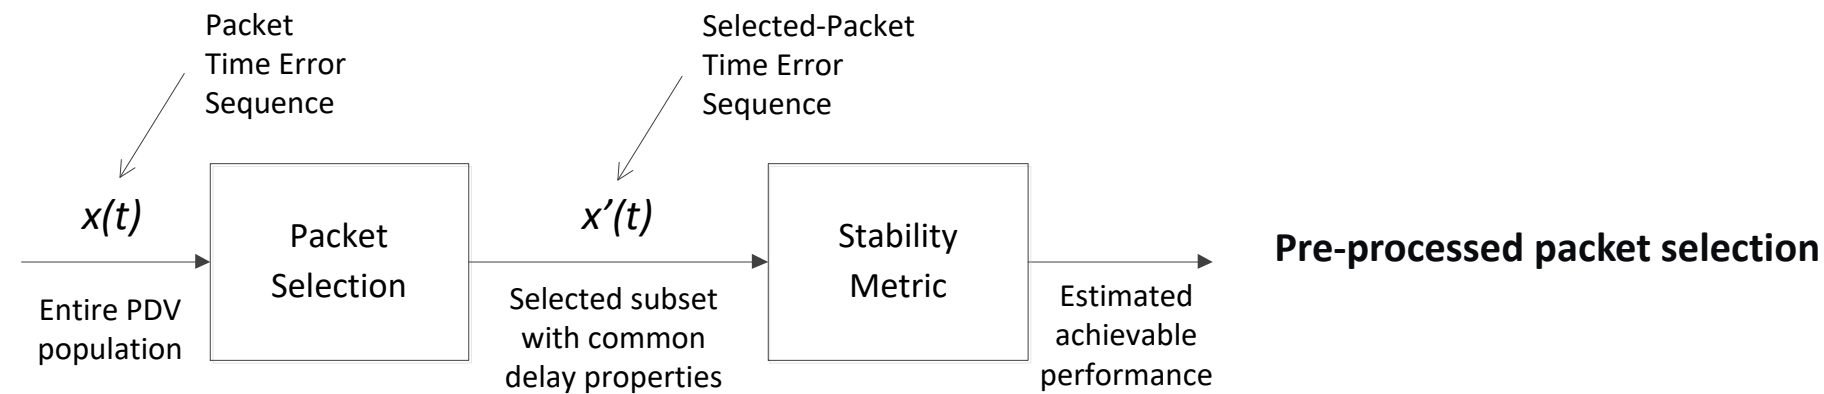 Packet
Time Error
Sequence
Selected-Packet
Time Error
Sequence
x(t)
Packet
Selection
x’(t)
Stability
Metric
Pre-processed packet selection
Entire PDV
population
Selected subset
with common
delay properties
Estimated
achievable
performance